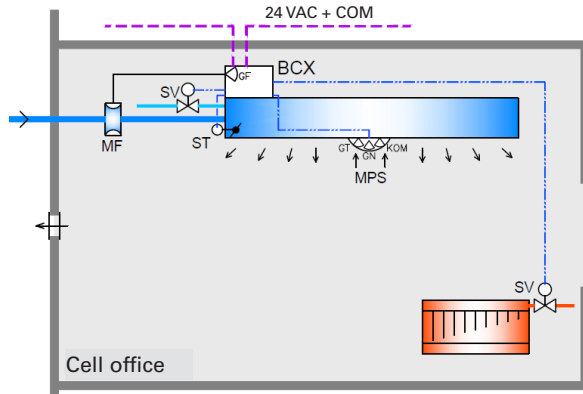 24 VAC + COM
BCX
GF
SV
MF
ST
GT
GN
KOM
MPS
SV
Cell office